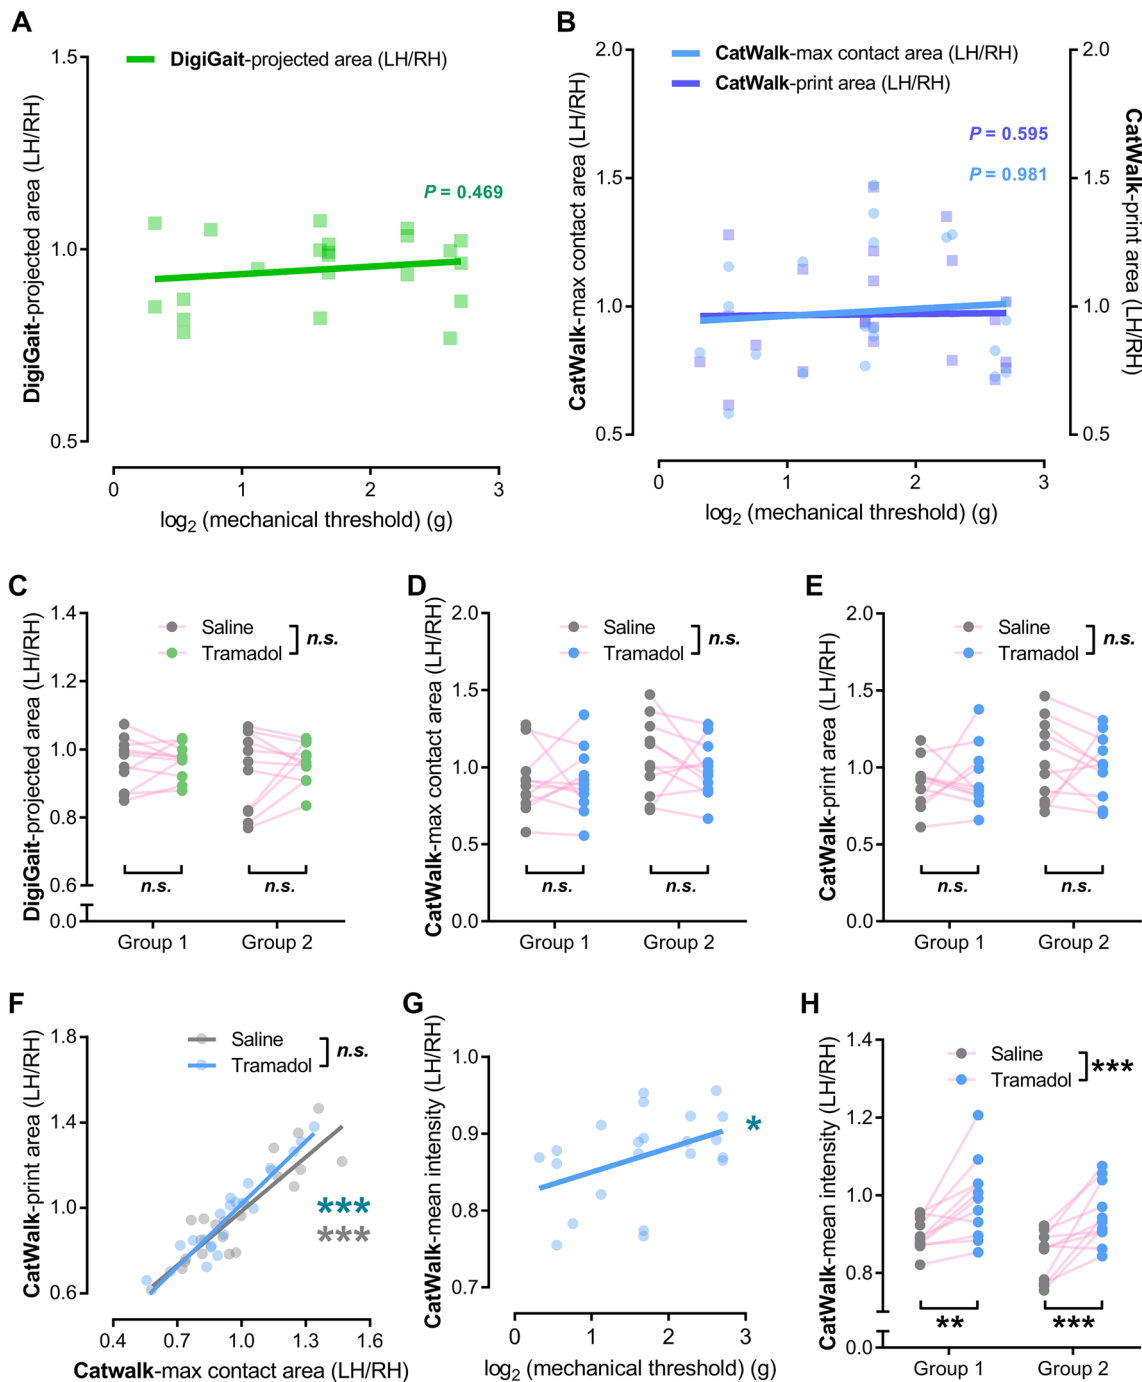 A
1.5
1.0
0.5
DigiGait-projected area (LH/RH)
DigiGait-projected area (LH/RH)
P = 0.469
0 1 2 3
log2 (mechanical threshold) (g)
B
2.0
1.5
1.0
0.5
CatWalk-max contact area (LH/RH)
CatWalk-max contact area (LH/RH)
CatWalk-print area (LH/RH)
P = 0.595
P = 0.981
2.0
1.5
1.0
0.5
CatWalk-print area (LH/RH)
0 1 2 3
log2 (mechanical threshold) (g)
C
1.4
1.2
1.0
0.8
0.6
0.0
DigiGait-projected area (LH/RH)
Saline
Tramadol
n.s.
n.s.
n.s.
Group 1 Group 2
D
2.0
1.5
1.0
0.5
0.0
CatWalk-max contact area (LH/RH)
Saline
Tramadol
n.s.
n.s.
n.s.
Group 1 Group 2
E
2.0
1.5
1.0
0.5
0.0
CatWalk-print area (LH/RH)
Saline
Tramadol
n.s.
n.s.
n.s.
Group 1 Group 2
F
1.8
1.4
1.0
0.6
CatWalk-print area (LH/RH)
Saline
Tramadol
n.s.
***
***
0.4 0.7 1.0 1.3 1.6
Catwalk-max contact area (LH/RH)
G
1.0
0.9
0.8
0.7
CatWalk-mean intensity (LH/RH)
*
0 1 2 3
log2 (mechanical threshold) (g)
H
1.4
1.2
1.0
0.8
0.0
CatWalk-mean intensity (LH/RH)
Saline
Tramadol
***
**
***
Group 1 Group 2